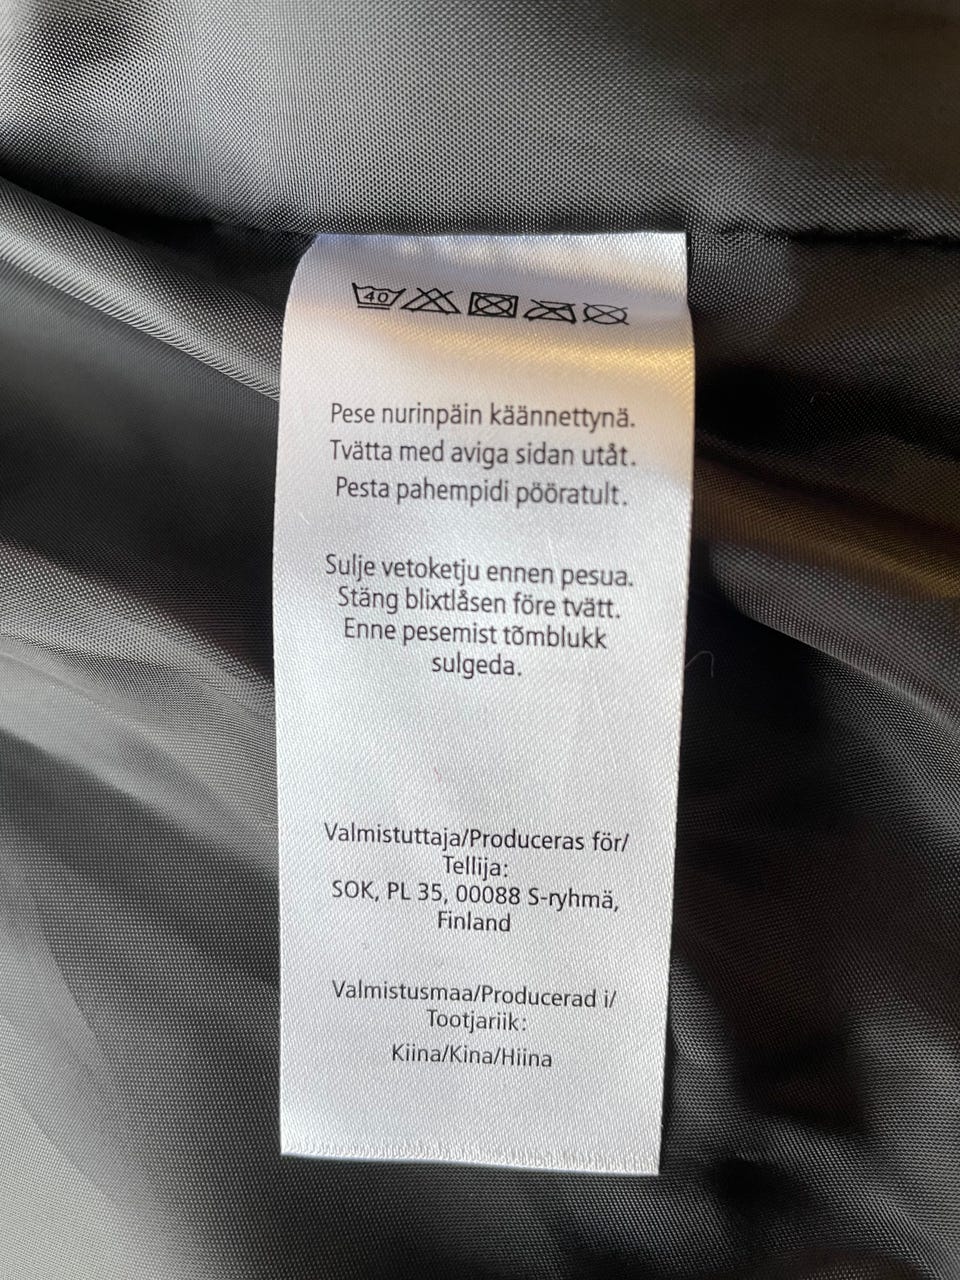 40
Pese nurinpäin käännettynä.
Tvätta med aviga sidan utåt.
Pesta pahempidi pööratult.
Sulje vetoketju ennen pesua.
Stäng blixtlåsen före tvätt.
Enne pesemist tõmblukk
sulgeda.
Valmistuttaja/Produceras för/
Tellija:
SOK, PL 35, 00088 S-ryhmä,
Finland
Valmistusmaa/Producerad i/
Tootjariik:
Kiina/Kina/Hiina